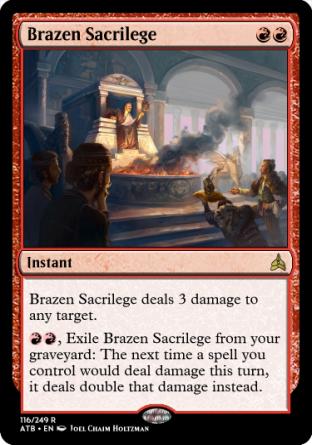 Brazen Sacrilege
Instant
Brazen Sacrilege deals 3 damage to
any target.
, Exile Brazen Sacrilege from your
graveyard: The next time a spell you
control would deal damage this turn,
it deals double that damage instead.
116/249 R
ATB • EN Joel Chaim Holtzman